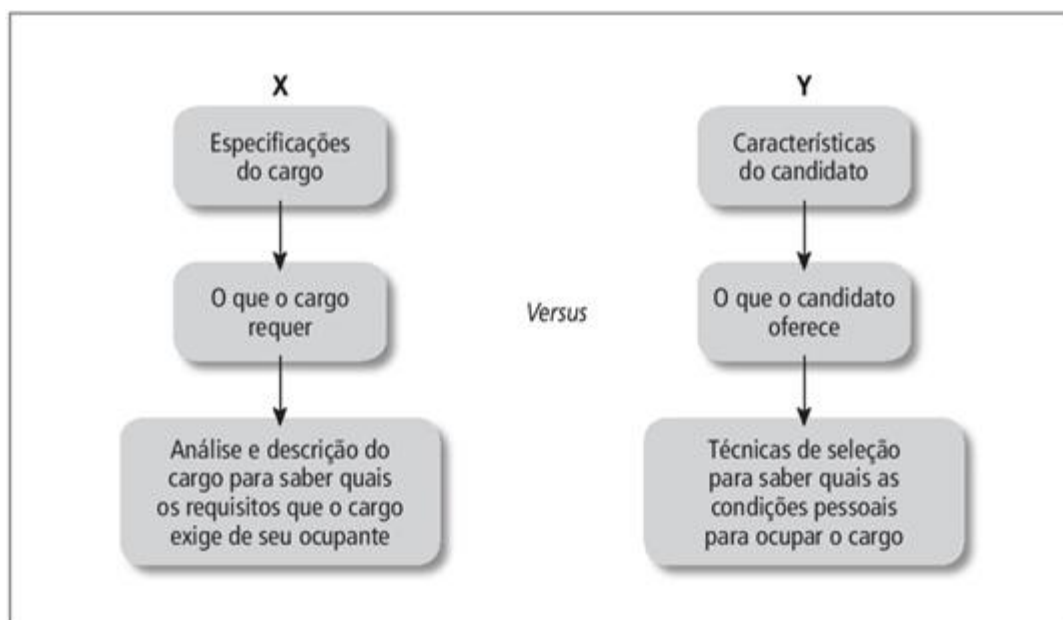 X
Especificações
do cargo
O que o cargo
requer
Análise e descrição do
cargo para saber quais
os requisitos que o cargo
exige de seu ocupante
Versus
Y
Características
do candidato
O que o candidato
oferece
Técnicas de seleção
para saber quais as
condições pessoais
para ocupar o cargo